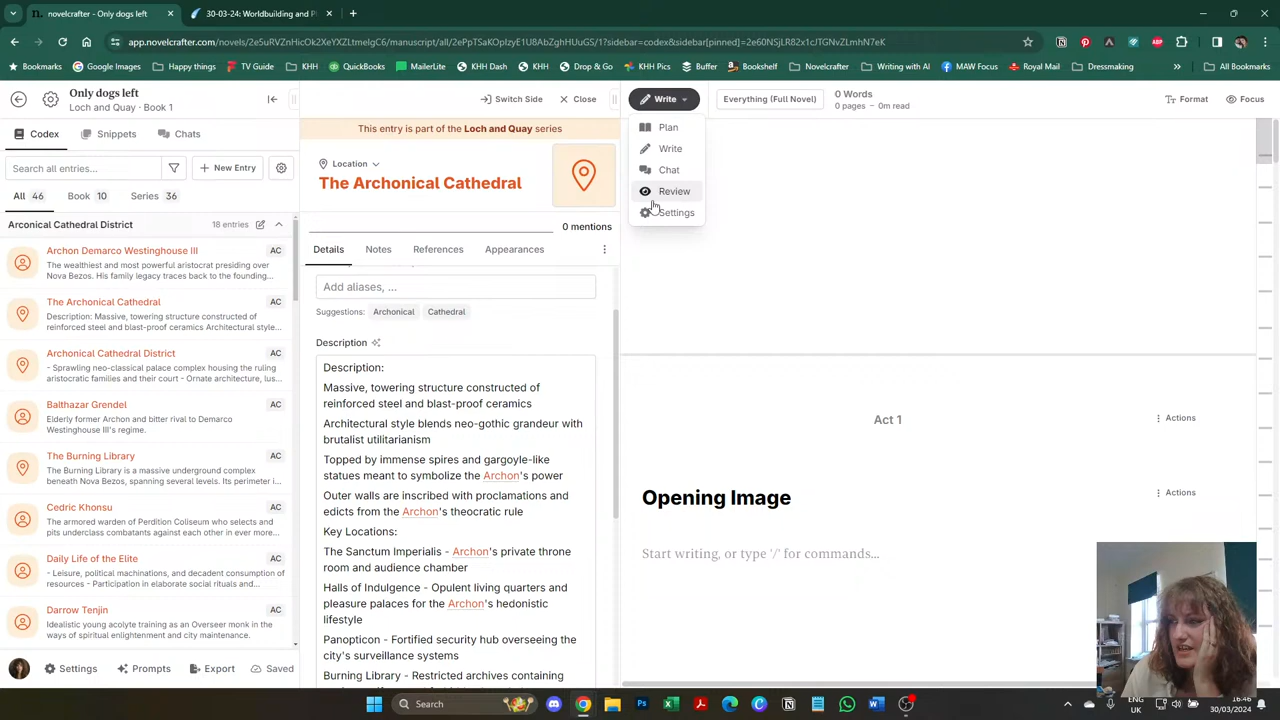 novelcrafter - Only dogs left
30-03-24: Worldbuilding and P
app.novelcrafter.com/novels/2e5uRVZnHicOk2XeYXZLtmelgC6/manuscript/all/2ePpTSaKOplzyE1U8AbZghHUuGS/1?sidebar=codex&sidebar[pinned]=2e60NSjLR82x1cJTGNvZLmhN7eK
Bookmarks
Google Images
Happy things
TV Guide
KHH
QuickBooks
MailerLite
KHH Dash
Drop & Go
KHH Pics
Buffer
Bookshelf
Novelcrafter
Writing with AI
MAW Focus
Royal Mail
Dressmaking
All Bookmarks
Only dogs left
Loch and Quay - Book 1
Codex
Snippets
Chats
Search all entries...
+ New Entry
All 46
Book 10
Series 36
Arconical Cathedral District
18 entries
Archon Demarco Westinghouse III
AC
The wealthiest and most powerful aristocrat presiding over
Nova Bezos. His family legacy traces back to the founding...
The Archonical Cathedral
AC
Description: Massive, towering structure constructed of
reinforced steel and blast-proof ceramics Architectural style...
Archonical Cathedral District
AC
- Sprawling neo-classical palace complex housing the ruling
aristocratic families and their court - Ornate architecture, lus...
Balthazar Grendel
AC
Elderly former Archon and bitter rival to Demarco
Westinghouse III's regime.
The Burning Library
AC
The Burning Library is a massive underground complex
beneath Nova Bezos, spanning several levels. Its perimeter i...
Cedric Khonsu
AC
The armored warden of Perdition Coliseum who selects and
pits underclass combatants against each other in ever more...
Daily Life of the Elite
AC
- Leisure, political machinations, and decadent consumption of
resources - Participation in elaborate social rituals and...
Darrow Tenjin
AC
Idealistic young acolyte training as an Overseer monk in the
ways of spiritual enlightenment and city maintenance.
Settings
Prompts
Export
Saved
Switch Side
Close
This entry is part of the Loch and Quay series
Location
The Archonical Cathedral
0 mentions
Details
Notes
References
Appearances
Add aliases, ...
Suggestions:
Archonical
Cathedral
Description
Description:
Massive, towering structure constructed of
reinforced steel and blast-proof ceramics
Architectural style blends neo-gothic grandeur with
brutalist utilitarianism
Topped by immense spires and gargoyle-like
statues meant to symbolize the Archon's power
Outer walls are inscribed with proclamations and
edicts from the Archon's theocratic rule
Key Locations:
The Sanctum Imperialis - Archon's private throne
room and audience chamber
Halls of Indulgence - Opulent living quarters and
pleasure palaces for the Archon's hedonistic
lifestyle
Panopticon - Fortified security hub overseeing the
city's surveillance systems
Burning Library - Restricted archives containing
Write
Plan
Write
Chat
Review
Settings
Everything (Full Novel)
0 Words
0 pages - 0m read
Format
Focus
Act 1
Actions
Opening Image
Actions
Start writing, or type '/' for commands...
Search
ENG
UK
16:46
30/03/2024